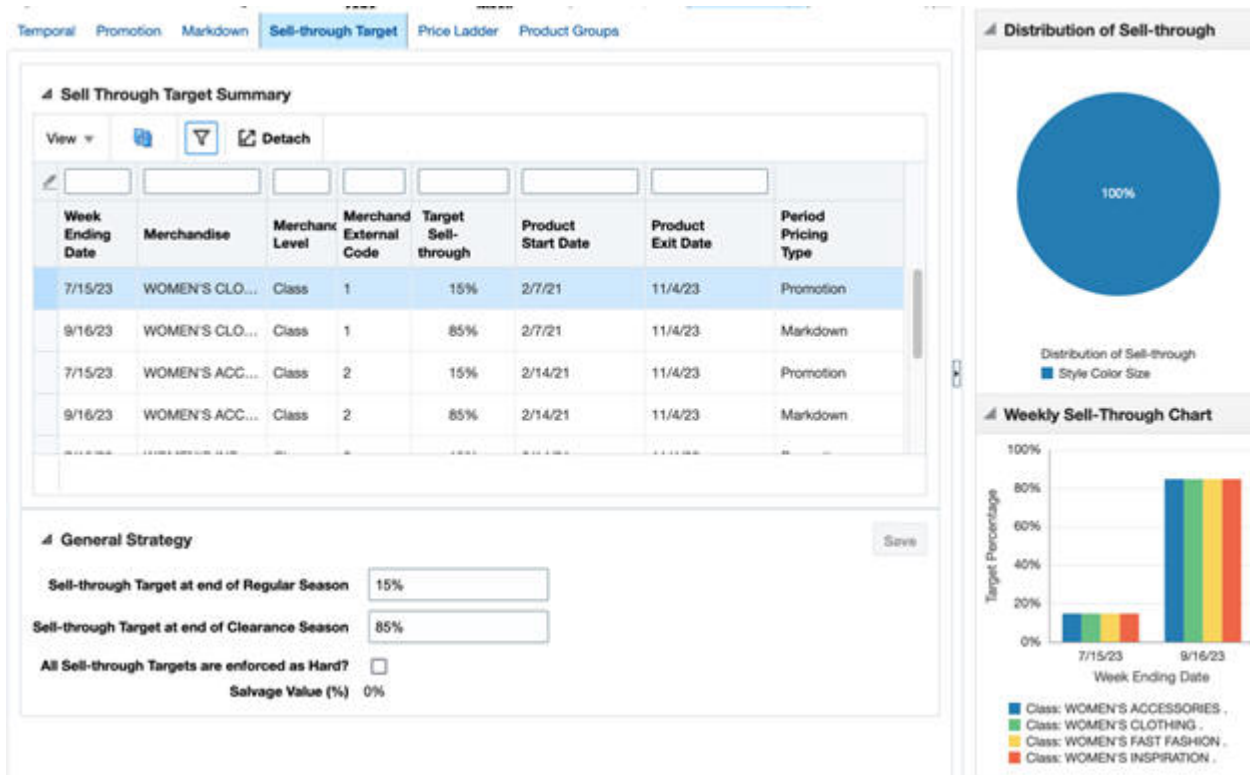 Temporal Promotion Markdown Sell-through Target Price Ladder Product Groups
Sell Through Target Summary
View Detach
Week Ending Date Merchandise Merchanc Level Merchand External Code Target Sell-through Product Start Date Product Exit Date Period Pricing Type
7/15/23 WOMEN'S CLO... Class 1 15% 2/7/21 11/4/23 Promotion
9/16/23 WOMEN'S CLO... Class 1 85% 2/7/21 11/4/23 Markdown
7/15/23 WOMEN'S ACC... Class 2 15% 2/14/21 11/4/23 Promotion
9/16/23 WOMEN'S ACC... Class 2 85% 2/14/21 11/4/23 Markdown
General Strategy
Save
Sell-through Target at end of Regular Season 15%
Sell-through Target at end of Clearance Season 85%
All Sell-through Targets are enforced as Hard?
Salvage Value (%) 0%
Distribution of Sell-through
100%
Distribution of Sell-through
Style Color Size
Weekly Sell-Through Chart
Target Percentage
100%
80%
60%
40%
20%
0%
7/15/23 9/16/23
Week Ending Date
Class: WOMEN'S ACCESSORIES .
Class: WOMEN'S CLOTHING .
Class: WOMEN'S FAST FASHION .
Class: WOMEN'S INSPIRATION .